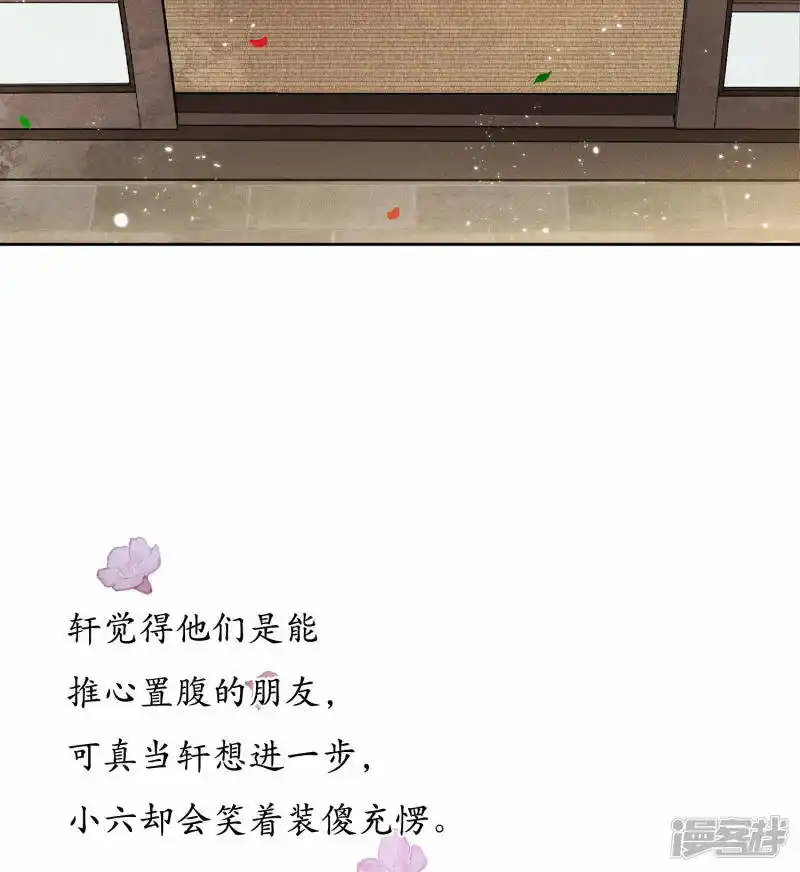 轩觉得他们是能
推心置腹的朋友，
可真当轩想进一步，
小六却会笑着装傻充愣。
漫客栈